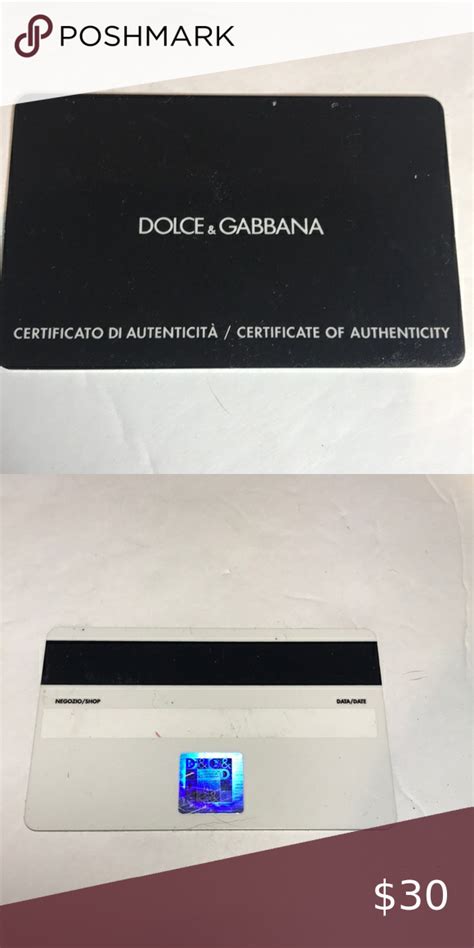 POSHMARK
DOLCE & GABBANA
CERTIFICATO DI AUTENTICITÀ / CERTIFICATE OF AUTHENTICITY
NEGOZIO/SHOP DATA/DATE
$30